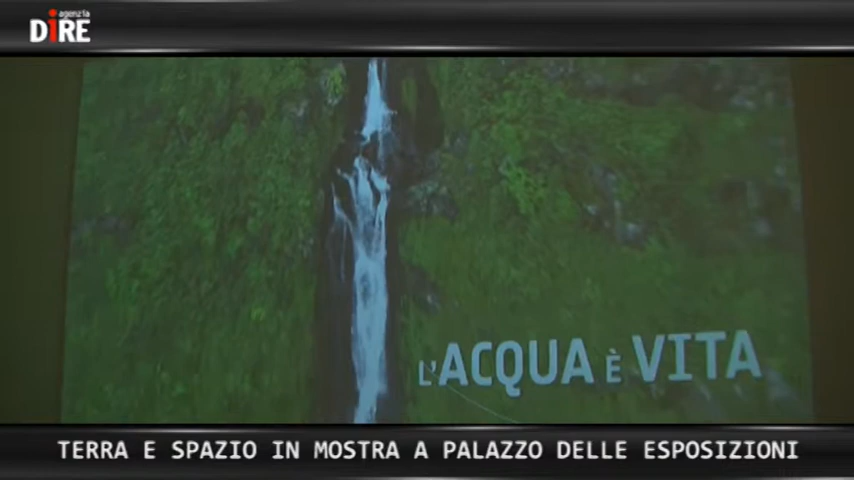 agenzia
DiRE
L'ACQUA È VITA
TERRA E SPAZIO IN MOSTRA A PALAZZO DELLE ESPOSIZIONI